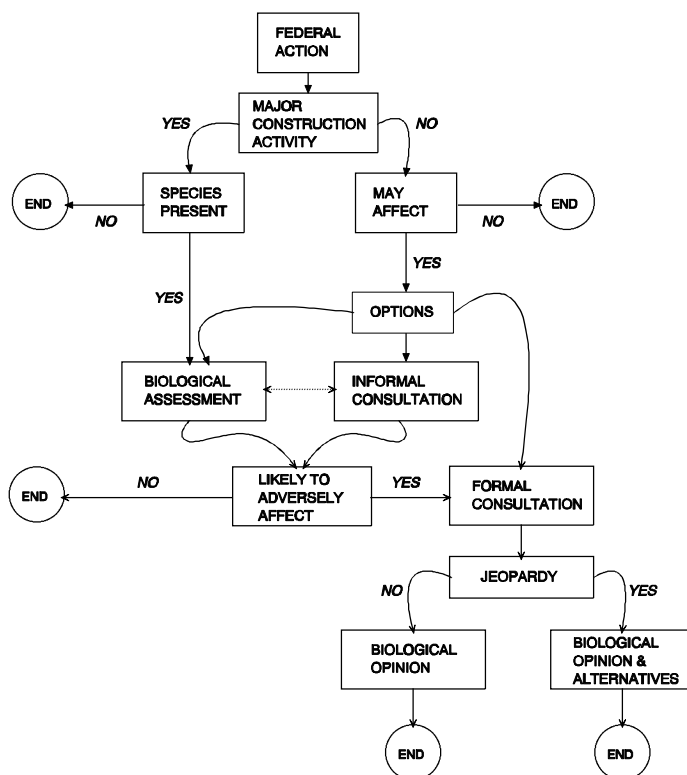 FEDERAL
ACTION
MAJOR
CONSTRUCTION
ACTIVITY
YES
NO
SPECIES
PRESENT
MAY
AFFECT
END
NO
NO
END
YES
YES
OPTIONS
BIOLOGICAL
ASSESSMENT
INFORMAL
CONSULTATION
END
NO
LIKELY TO
ADVERSELY
AFFECT
YES
FORMAL
CONSULTATION
JEOPARDY
NO
YES
BIOLOGICAL
OPINION
BIOLOGICAL
OPINION &
ALTERNATIVES
END
END